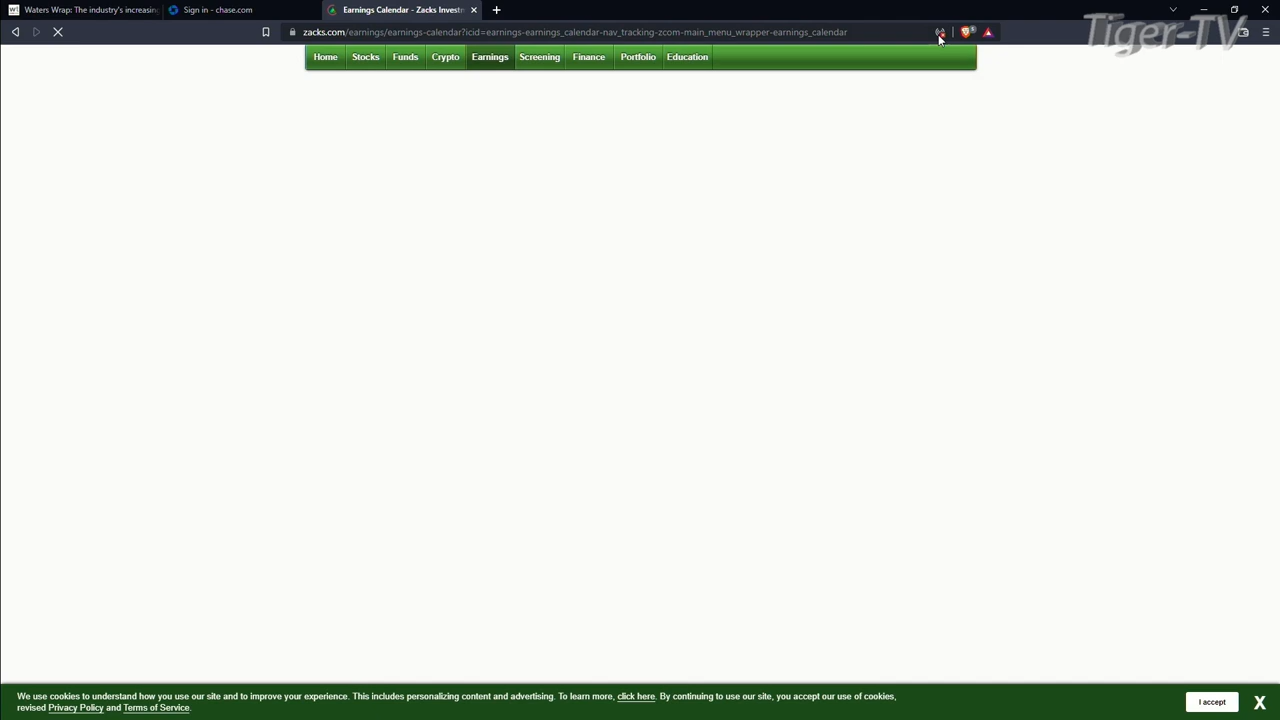 Waters Wrap: The industry's increasin
Sign in - chase.com
Earnings Calendar - Zacks Investm
zacks.com/earnings/earnings-calendar?icid=earnings-earnings_calendar-nav_tracking-zcom-main_menu_wrapper-earnings_calendar
Tiger-TV
Home Stocks Funds Crypto Earnings Screening Finance Portfolio Education
We use cookies to understand how you use our site and to improve your experience. This includes personalizing content and advertising. To learn more, click here. By continuing to use our site, you accept our use of cookies,
revised Privacy Policy and Terms of Service.
I accept
X